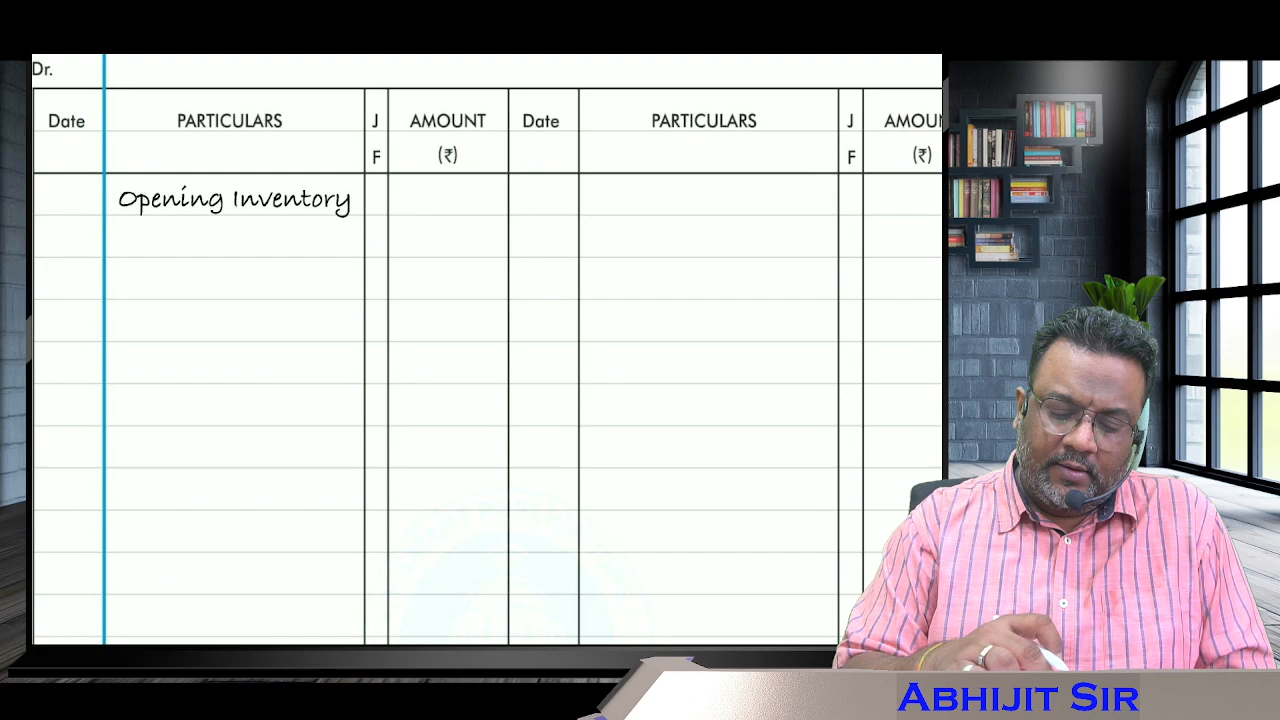 Dr.
Date PARTICULARS J F AMOUNT (₹) Date PARTICULARS J F AMOUN (₹)
Opening Inventory
ABHIJIT SIR